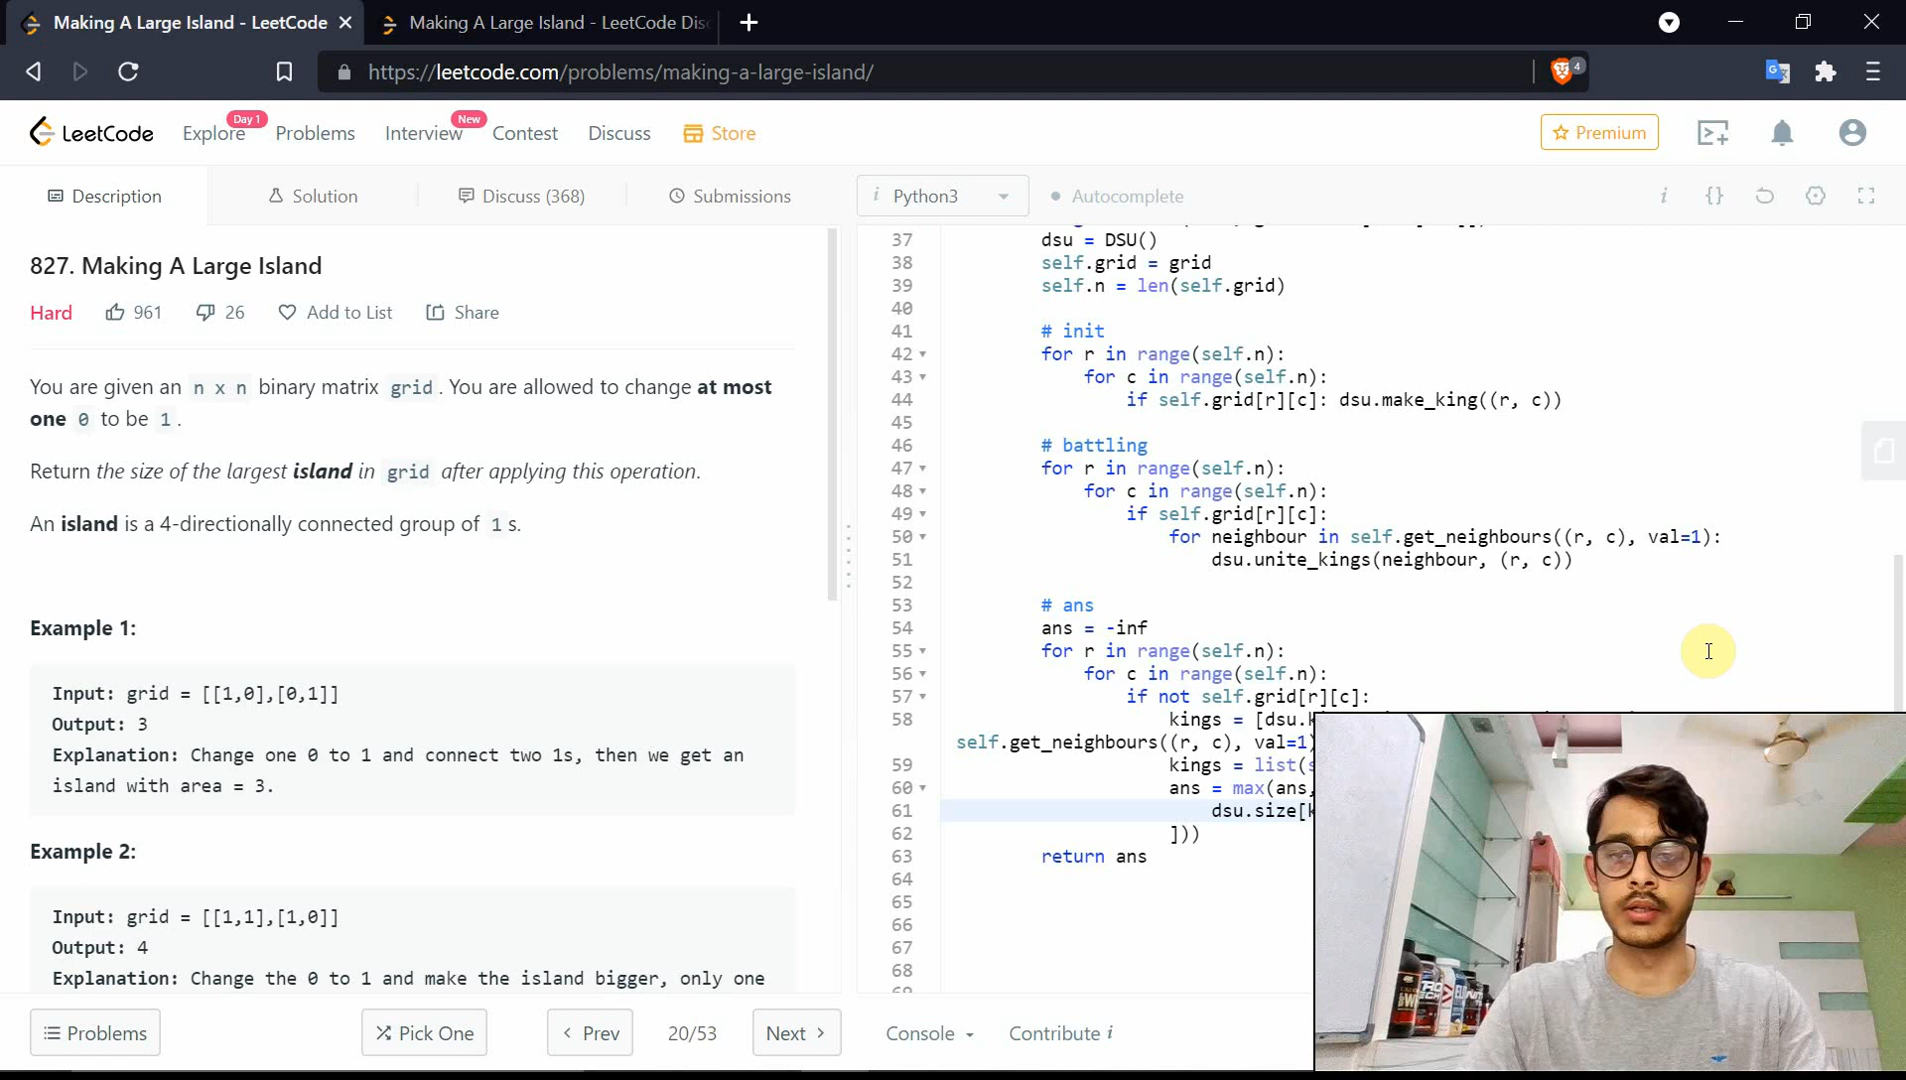 Making A Large Island - LeetCode
Making A Large Island - LeetCode Disc
https://leetcode.com/problems/making-a-large-island/
4
LeetCode
Explore
Day 1
Problems
Interview
New
Contest
Discuss
Store
Premium
Description
Solution
Discuss (368)
Submissions
i Python3
Autocomplete
827. Making A Large Island
Hard 961 26 Add to List Share
You are given an n x n binary matrix grid. You are allowed to change at most
one 0 to be 1.
Return the size of the largest island in grid after applying this operation.
An island is a 4-directionally connected group of 1s.
Example 1:
Input: grid = [[1,0],[0,1]]
Output: 3
Explanation: Change one 0 to 1 and connect two 1s, then we get an
island with area = 3.
Example 2:
Input: grid = [[1,1],[1,0]]
Output: 4
Explanation: Change the 0 to 1 and make the island bigger, only one
37 dsu = DSU()
38 self.grid = grid
39 self.n = len(self.grid)
40
41 # init
42 for r in range(self.n):
43 for c in range(self.n):
44 if self.grid[r][c]: dsu.make_king((r, c))
45
46 # battling
47 for r in range(self.n):
48 for c in range(self.n):
49 if self.grid[r][c]:
50 for neighbour in self.get_neighbours((r, c), val=1):
51 dsu.unite_kings(neighbour, (r, c))
52
53 # ans
54 ans = -inf
55 for r in range(self.n):
56 for c in range(self.n):
57 if not self.grid[r][c]:
58 kings = [dsu.k
self.get_neighbours((r, c), val=1)
59 kings = list(s
60 ans = max(ans,
61 dsu.size[k
62 ]))
63 return ans
64
65
66
67
68
Problems
Pick One
Prev
20/53
Next
Console
Contribute i